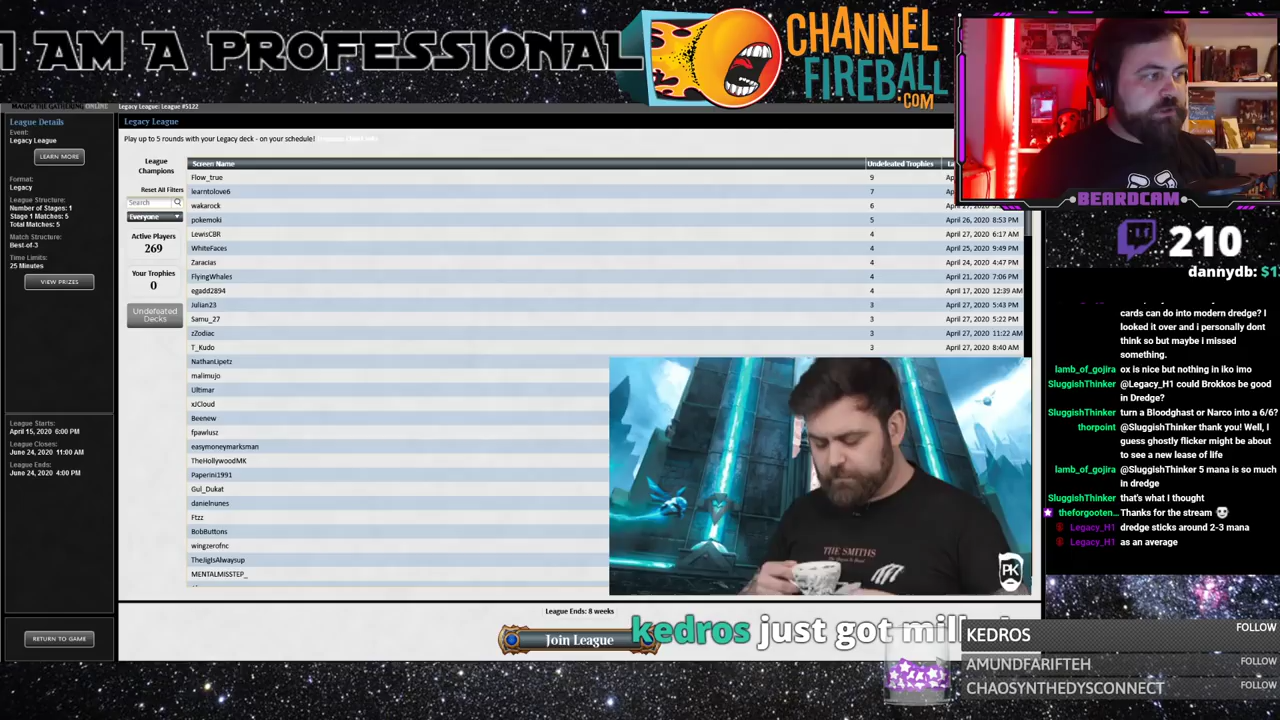 I AM A PROFESSIONAL
CHANNEL
FIREBALL
.COM
MAGIC THE GATHERING ONLINE
Legacy League: League #5122
League Details
Event:
Legacy League
LEARN MORE
Format:
Legacy
League Structure:
Number of Stages: 1
Stage 1 Matches: 5
Total Matches: 5
Match Structure:
Best-of-3
Time Limits:
25 Minutes
VIEW PRIZES
League Starts:
April 15, 2020 6:00 PM
League Closes:
June 24, 2020 11:00 AM
League Ends:
June 24, 2020 4:00 PM
RETURN TO GAME
Legacy League
Play up to 5 rounds with your Legacy deck - on your schedule!
League
Champions
Reset All Filters
Search
Everyone
Active Players
269
Your Trophies
0
Undefeated
Decks
Screen Name Undefeated Trophies
Flow_true 9
learntolove6 7
wakarock 6
pokemoki 5 April 26, 2020 8:53 PM
LewisCBR 4 April 27, 2020 6:17 AM
WhiteFaces 4 April 25, 2020 9:49 PM
Zaracias 4 April 24, 2020 4:47 PM
FlyingWhales 4 April 21, 2020 7:06 PM
egadd2894 4 April 17, 2020 12:39 AM
Julian23 3 April 27, 2020 5:43 PM
Samu_27 3 April 27, 2020 5:22 PM
zZodiac 3 April 27, 2020 11:22 AM
T_Kudo 3 April 27, 2020 8:40 AM
NathanLipetz
malimujo
Ultimar
xJCloud
Beenew
fpawlusz
easymoneymarksman
TheHollywoodMK
Paperini1991
Gul_Dukat
danielnunes
Ftzz
BobButtons
wingzerofnc
TheJigIsAlwaysup
MENTALMISSTEP_
THE SMITHS
PK
League Ends: 8 weeks
Join League
kedros just got mil
BEARDCAM
210
dannydb: $1
cards can do into modern dredge? I
looked it over and i personally dont
think so but maybe i missed
something.
lamb_of_gojira ox is nice but nothing in iko imo
SluggishThinker @Legacy_H1 could Brokkos be good
in Dredge?
SluggishThinker turn a Bloodghast or Narco into a 6/6?
thorpoint @SluggishThinker thank you! Well, I
guess ghostly flicker might be about
to see a new lease of life
lamb_of_gojira @SluggishThinker 5 mana is so much
in dredge
SluggishThinker that's what I thought
theforgooten... Thanks for the stream
Legacy_H1 dredge sticks around 2-3 mana
Legacy_H1 as an average
KEDROS FOLLOW
AMUNDFARIFTEH FOLLOW
CHAOSYNTHEDYSCONNECT FOLLOW